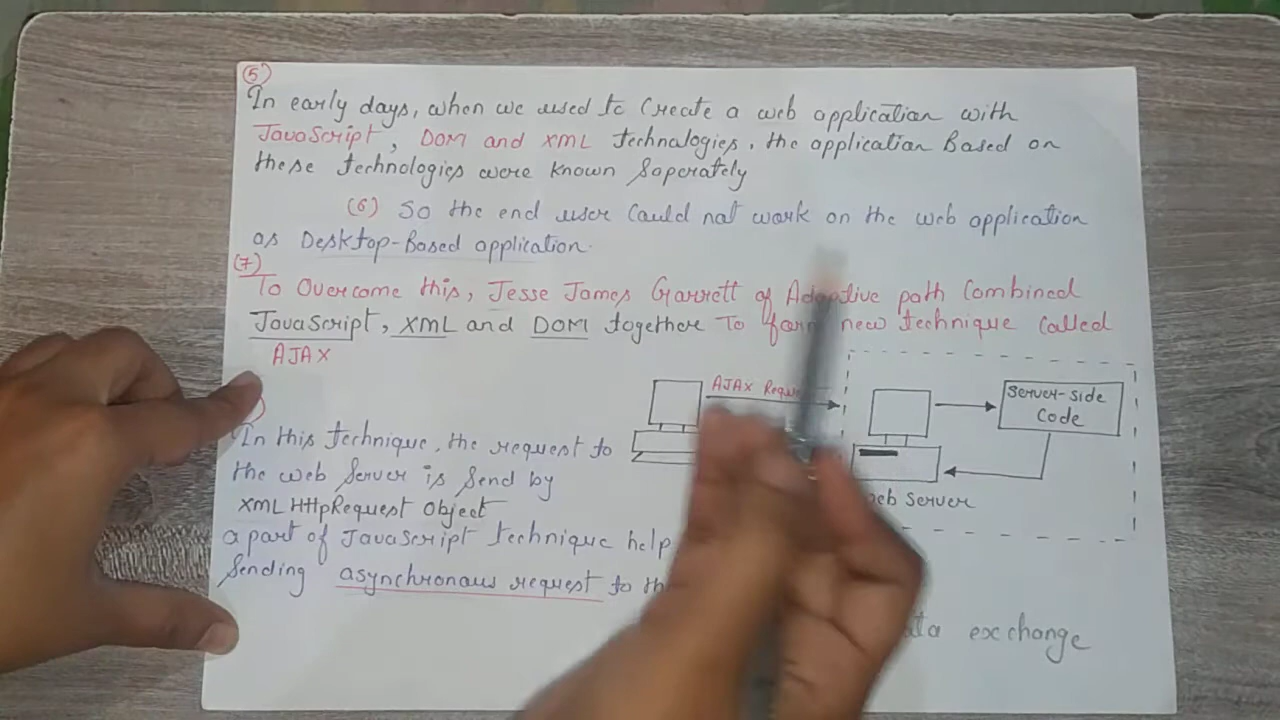 (5)
In early days, when we used to Create a web application with
JavaScript, DOM and XML technologies, the application Based on
these technologies were known Saperately
(6) So the end user Could not work on the web application
as Desktop-Based application.
(7)
To Overcome this, Jesse James Garrett of Adaptive path Combined
JavaScript, XML and DOM together To form new technique Called
AJAX
AJAX
Server-Side
Code
In this technique, the request to
the web Server is Send by
XML HttpRequest Object
web Server
a part of JavaScript technique help
Sending asynchronous request to
exchange